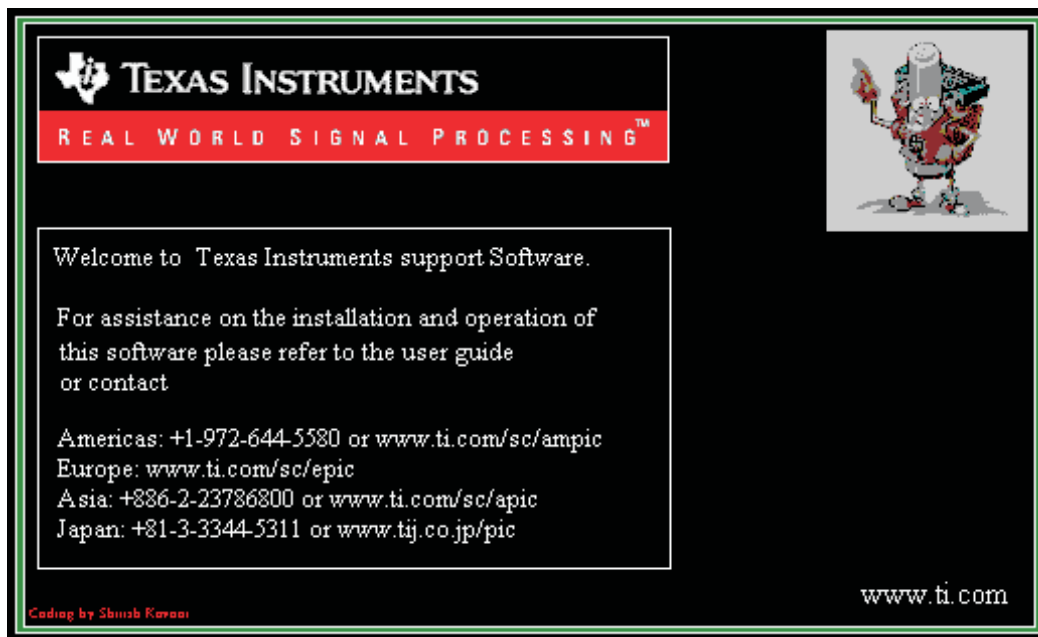 TEXAS INSTRUMENTS
REAL WORLD SIGNAL PROCESSING™
Welcome to Texas Instruments support Software.
For assistance on the installation and operation of
this software please refer to the user guide
or contact
Americas: +1-972-644-5580 or www.ti.com/sc/ampic
Europe: www.ti.com/sc/epic
Asia: +886-2-23786800 or www.ti.com/sc/apic
Japan: +81-3-3344-5311 or www.tij.co.jp/pic
www.ti.com
Coding by